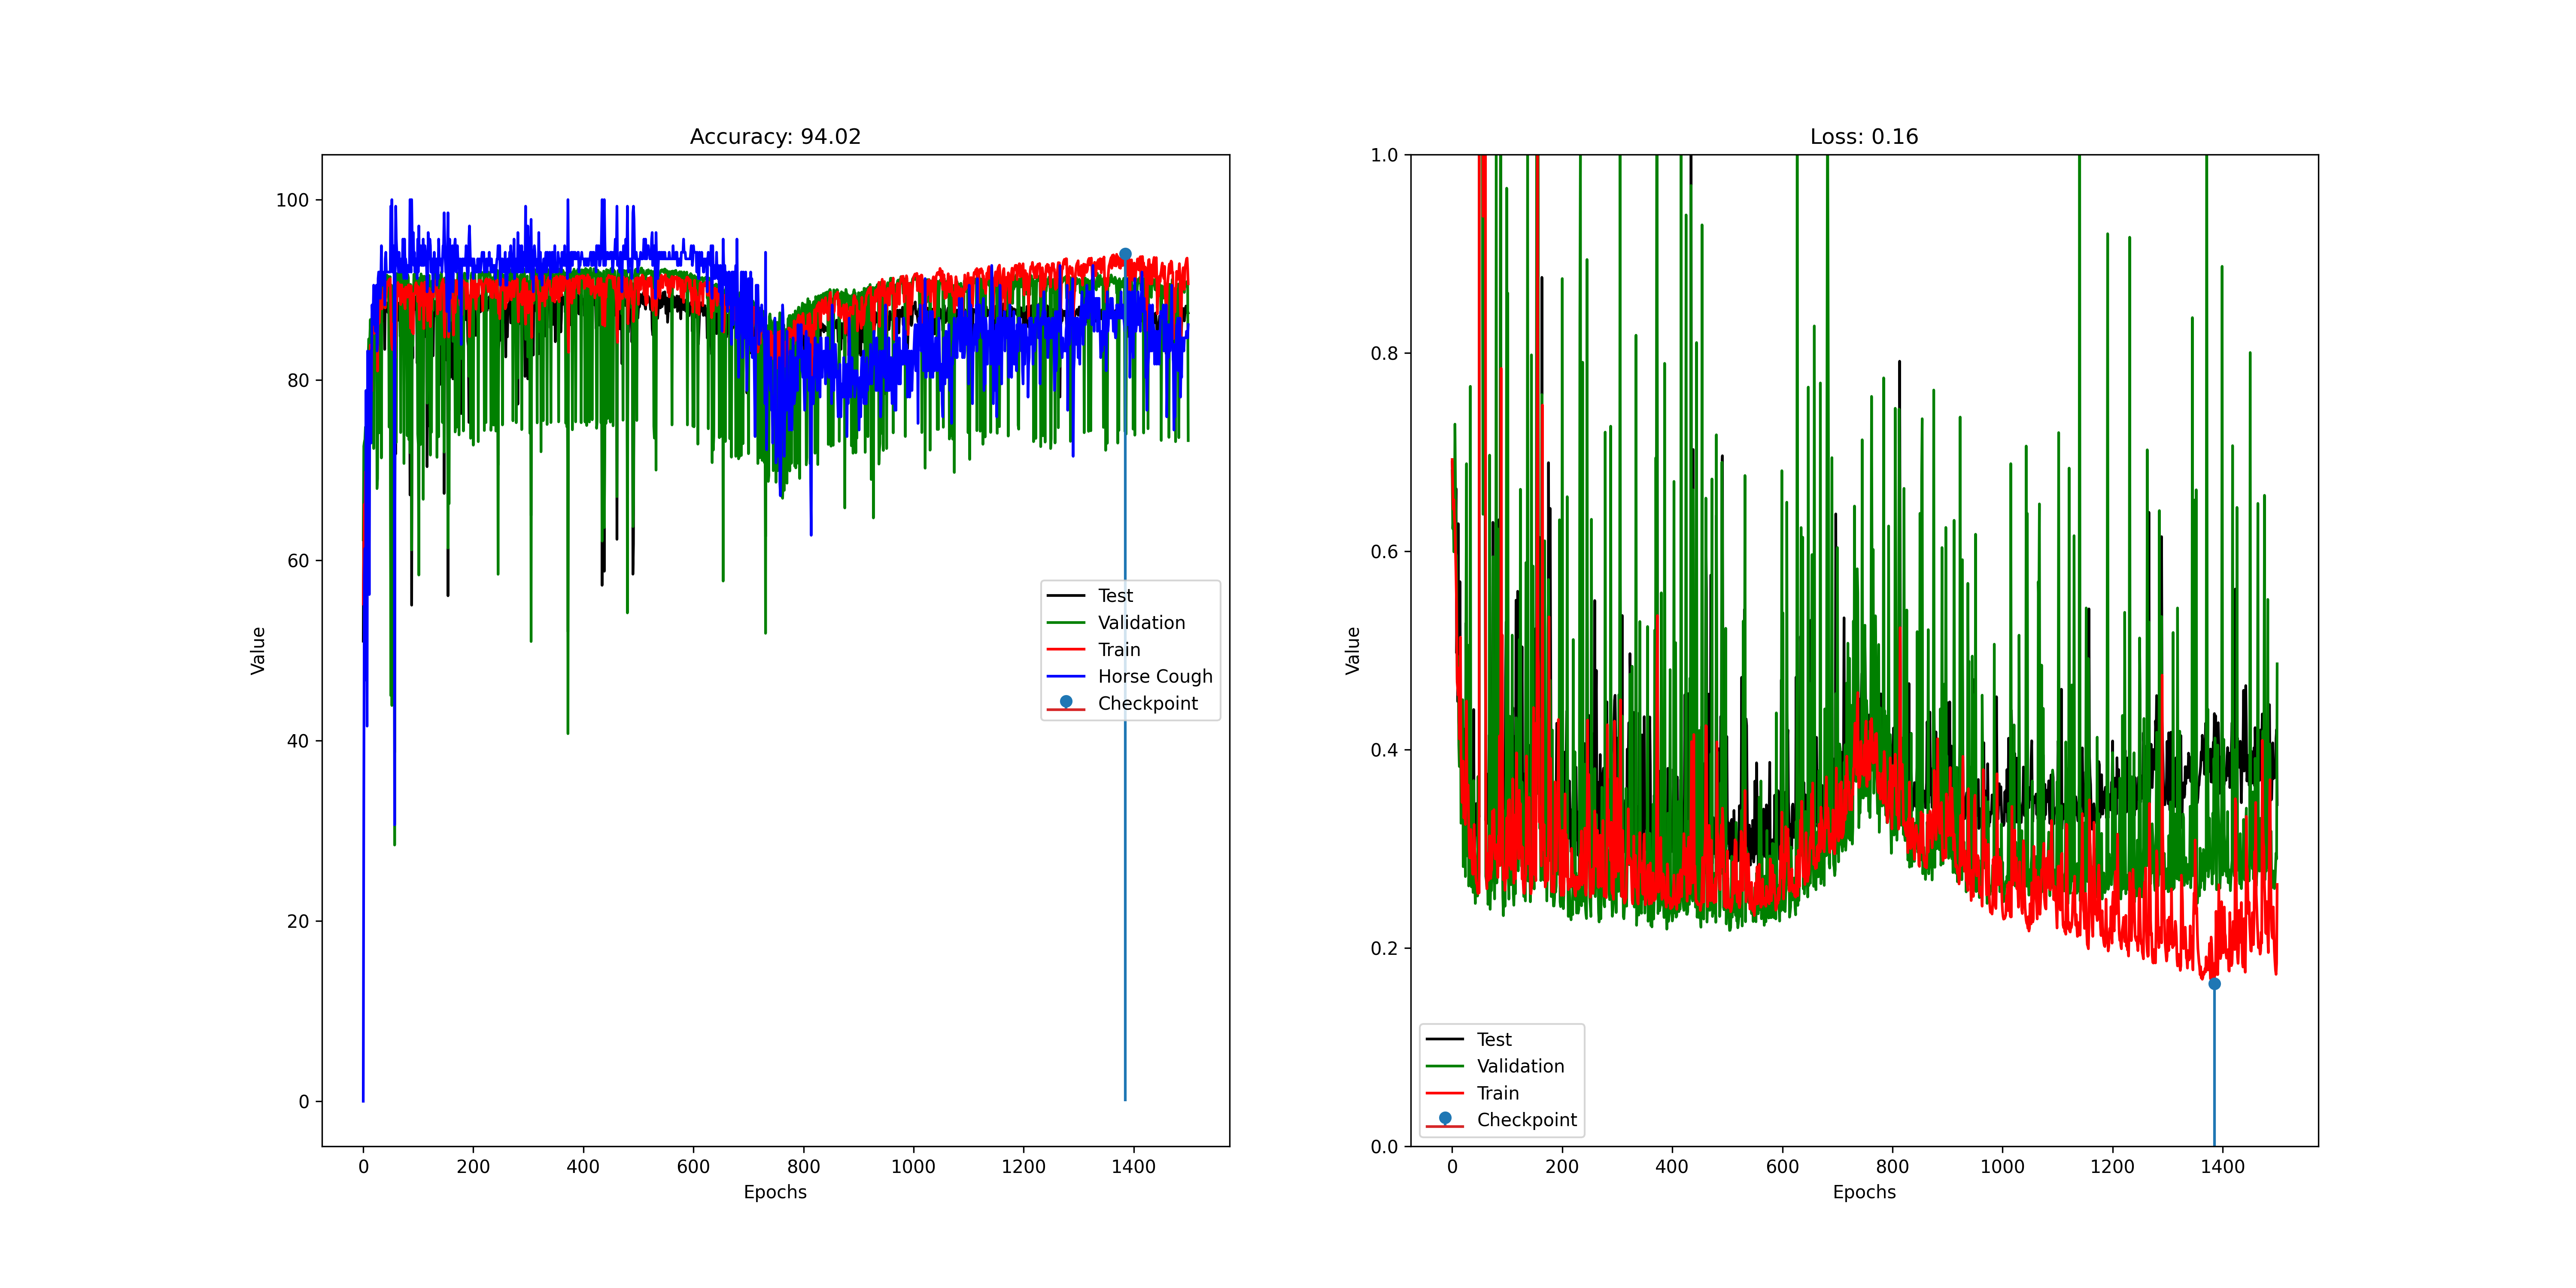 Accuracy: 94.02
100
80
60
40
20
0
Value
0 200 400 600 800 1000 1200 1400
Epochs
Test
Validation
Train
Horse Cough
Checkpoint
Loss: 0.16
1.0
0.8
0.6
0.4
0.2
0.0
Value
0 200 400 600 800 1000 1200 1400
Epochs
Test
Validation
Train
Checkpoint